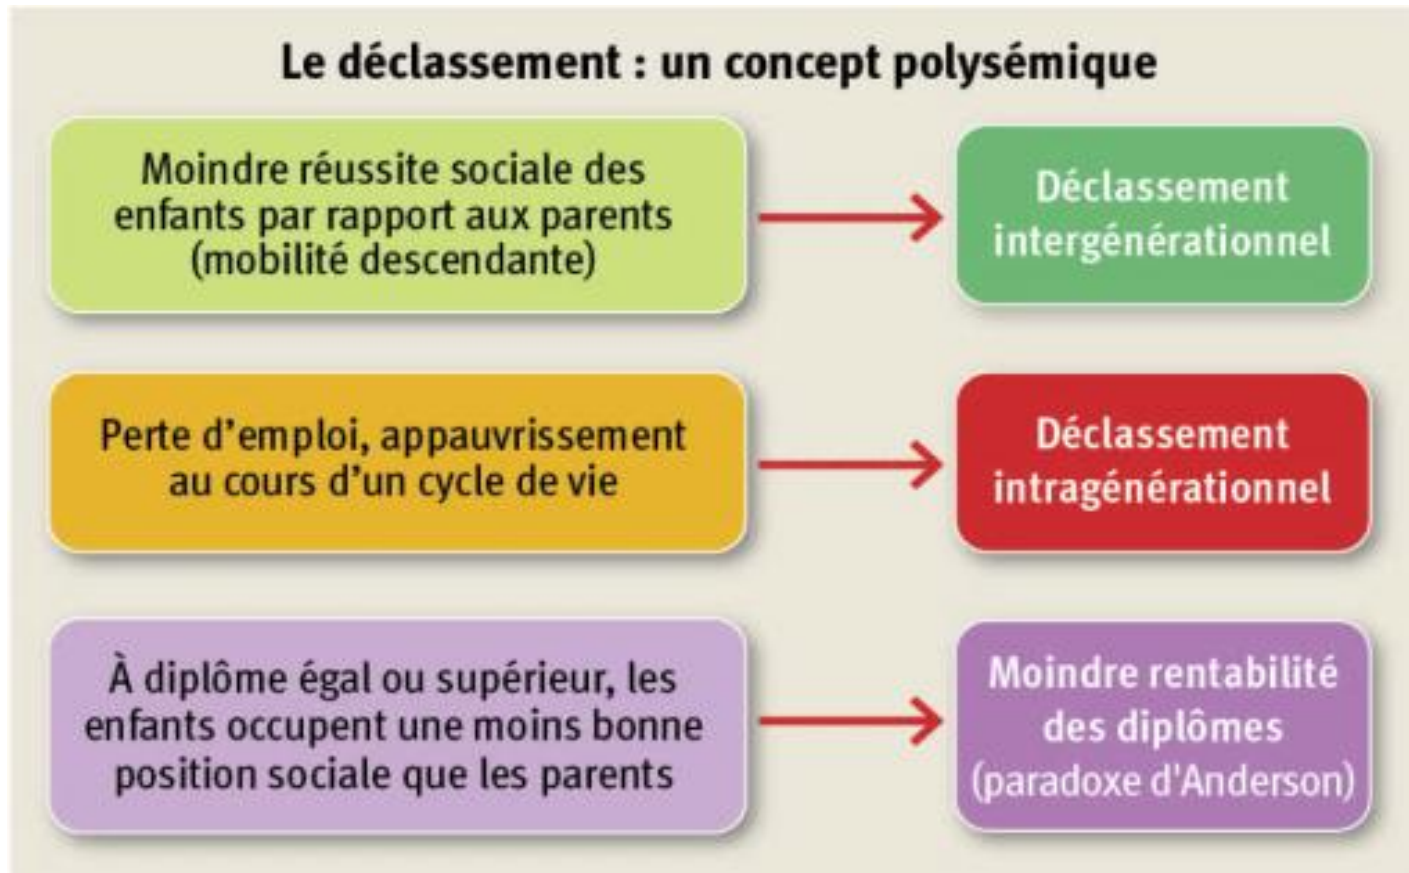 Le déclassement : un concept polysémique
Moindre réussite sociale des
enfants par rapport aux parents
(mobilité descendante)
Déclassement
intergénérationnel
Perte d'emploi, appauvrissement
au cours d'un cycle de vie
Déclassement
intragénérationnel
À diplôme égal ou supérieur, les
enfants occupent une moins bonne
position sociale que les parents
Moindre rentabilité
des diplômes
(paradoxe d'Anderson)